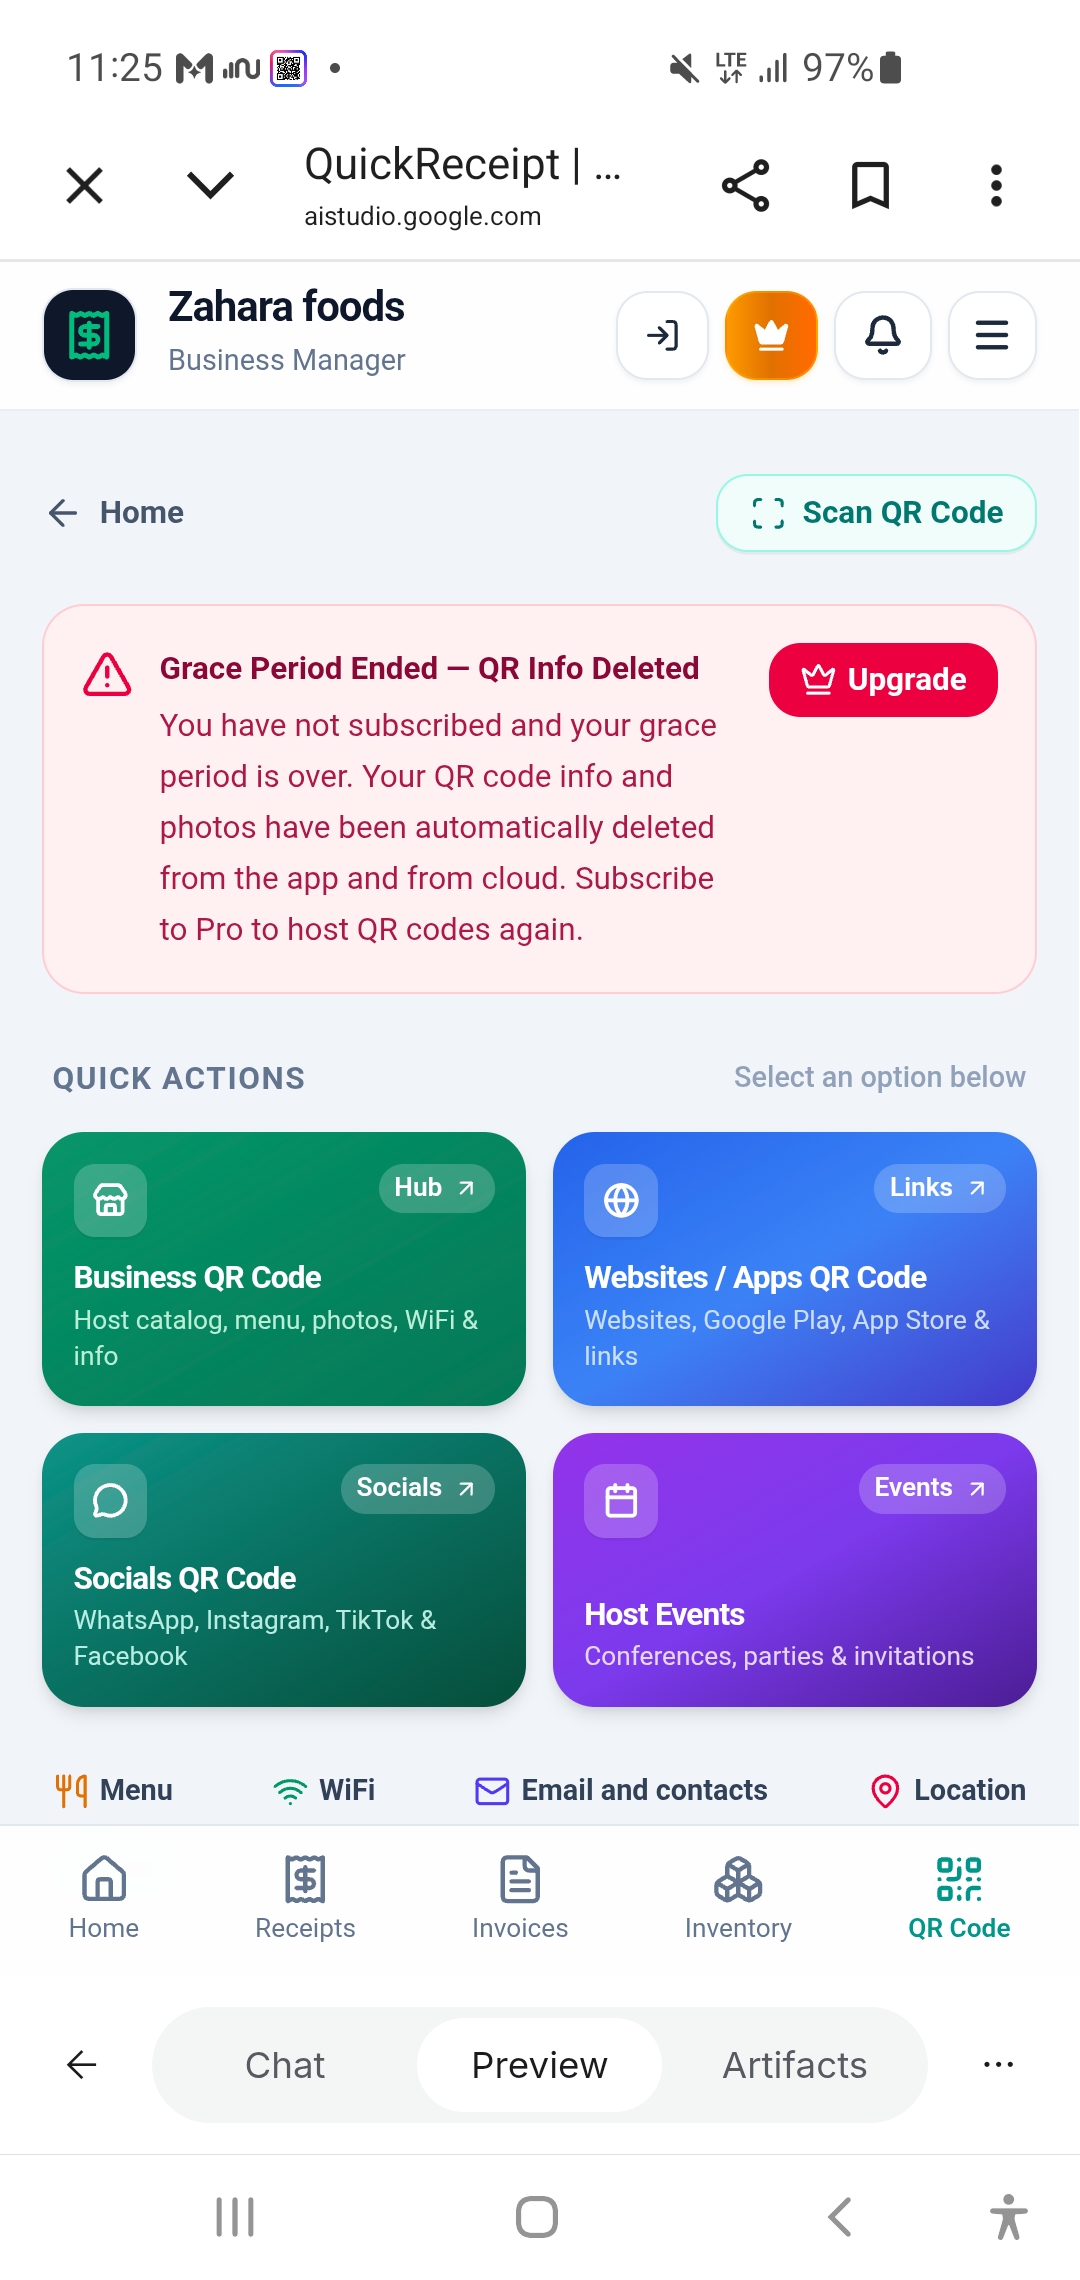 11:25
LTE
97%
QuickReceipt | ...
aistudio.google.com
Zahara foods
Business Manager
Home
Scan QR Code
Grace Period Ended — QR Info Deleted
Upgrade
You have not subscribed and your grace
period is over. Your QR code info and
photos have been automatically deleted
from the app and from cloud. Subscribe
to Pro to host QR codes again.
QUICK ACTIONS
Select an option below
Hub
Business QR Code
Host catalog, menu, photos, WiFi &
info
Links
Websites / Apps QR Code
Websites, Google Play, App Store &
links
Socials
Socials QR Code
WhatsApp, Instagram, TikTok &
Facebook
Events
Host Events
Conferences, parties & invitations
Menu
WiFi
Email and contacts
Location
Home
Receipts
Invoices
Inventory
QR Code
Chat
Preview
Artifacts